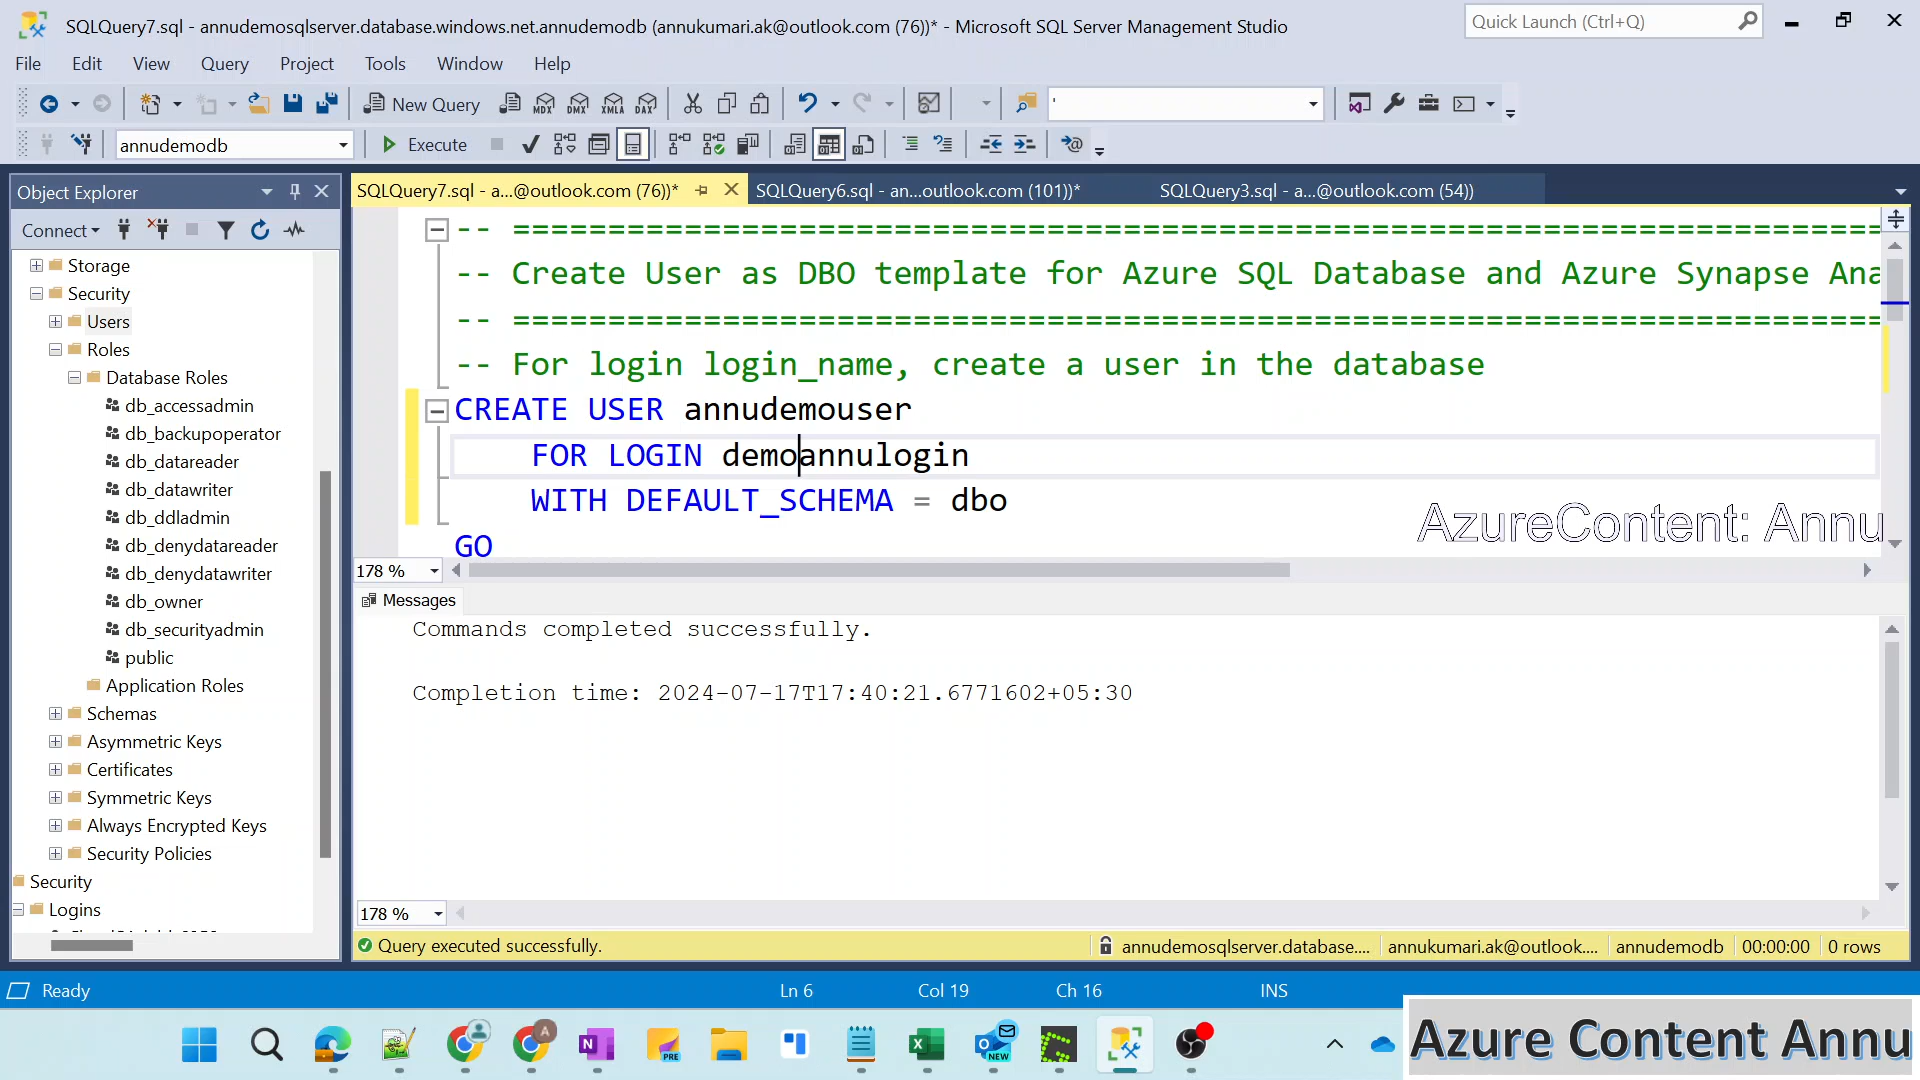 SQLQuery7.sql - annudemosqlserver.database.windows.net.annudemodb (annukumari.ak@outlook.com (76))* - Microsoft SQL Server Management Studio
Quick Launch (Ctrl+Q)
File Edit View Query Project Tools Window Help
New Query
MDX DMX XMLA DAX
'
annudemodb
Execute
Object Explorer
Connect
Storage
Security
Users
Roles
Database Roles
db_accessadmin
db_backupoperator
db_datareader
db_datawriter
db_ddladmin
db_denydatareader
db_denydatawriter
db_owner
db_securityadmin
public
Application Roles
Schemas
Asymmetric Keys
Certificates
Symmetric Keys
Always Encrypted Keys
Security Policies
Security
Logins
SQLQuery7.sql - a...@outlook.com (76))*
SQLQuery6.sql - an...outlook.com (101))*
SQLQuery3.sql - a...@outlook.com (54))
-- ==========================================================================
-- Create User as DBO template for Azure SQL Database and Azure Synapse Ana
-- ==========================================================================
-- For login login_name, create a user in the database
CREATE USER annudemouser
FOR LOGIN demoannulogin
WITH DEFAULT_SCHEMA = dbo
GO
AzureContent: Annu
178 %
Messages
Commands completed successfully.
Completion time: 2024-07-17T17:40:21.6771602+05:30
178 %
Query executed successfully.
annudemosqlserver.database....
annukumari.ak@outlook....
annudemodb
00:00:00
0 rows
Ready
Ln 6
Col 19
Ch 16
INS
A
N
PRE
X
O
NEW
Azure Content Annu